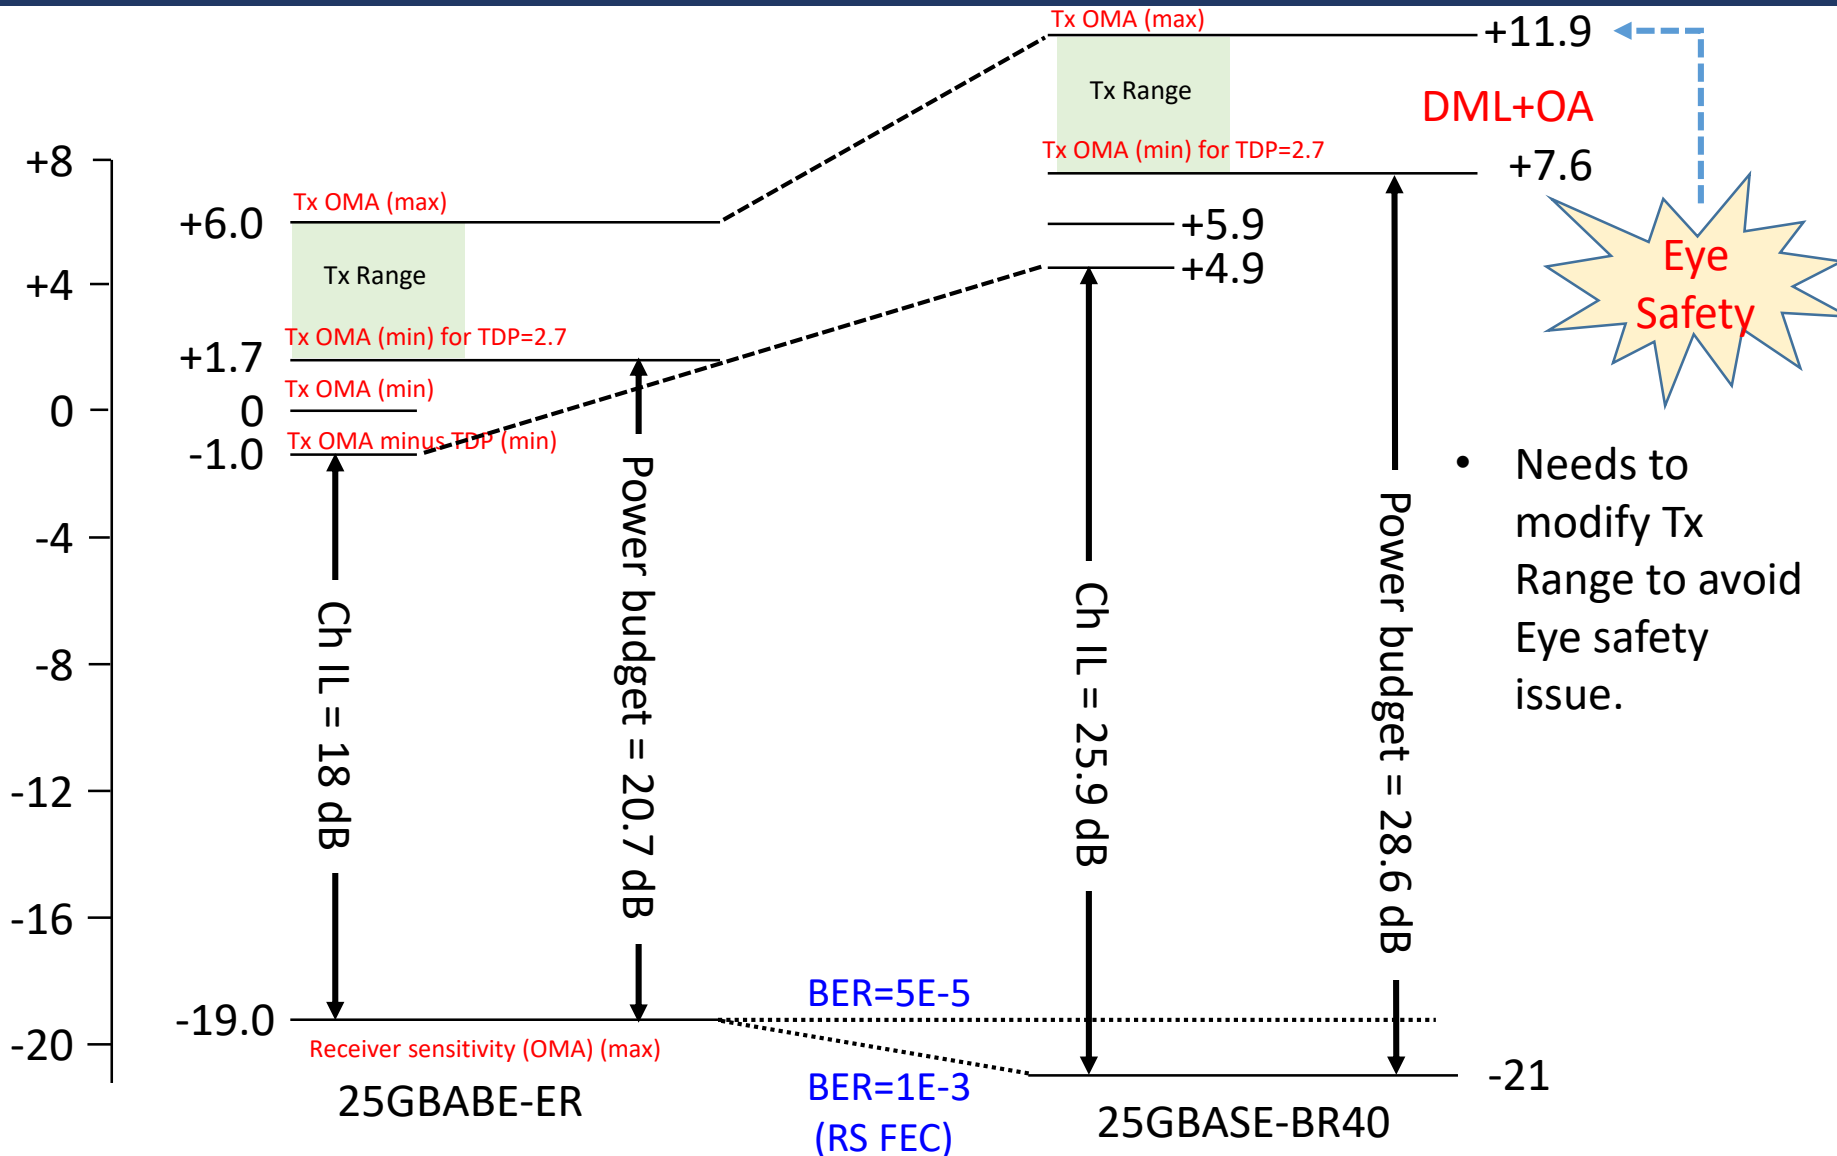 +8
+4
0
-4
-8
-12
-16
-20
Tx OMA (max)
+6.0
Tx Range
Tx OMA (min) for TDP=2.7
+1.7
Tx OMA (min)
0
Tx OMA minus TDP (min)
-1.0
Ch IL = 18 dB
Power budget = 20.7 dB
-19.0
Receiver sensitivity (OMA) (max)
25GBABE-ER
BER=5E-5
BER=1E-3
(RS FEC)
Tx OMA (max)
+11.9
Tx Range
DML+OA
Tx OMA (min) for TDP=2.7
+7.6
+5.9
+4.9
Ch IL = 25.9 dB
Power budget = 28.6 dB
-21
25GBASE-BR40
Eye
Safety
• Needs to
modify Tx
Range to avoid
Eye safety
issue.